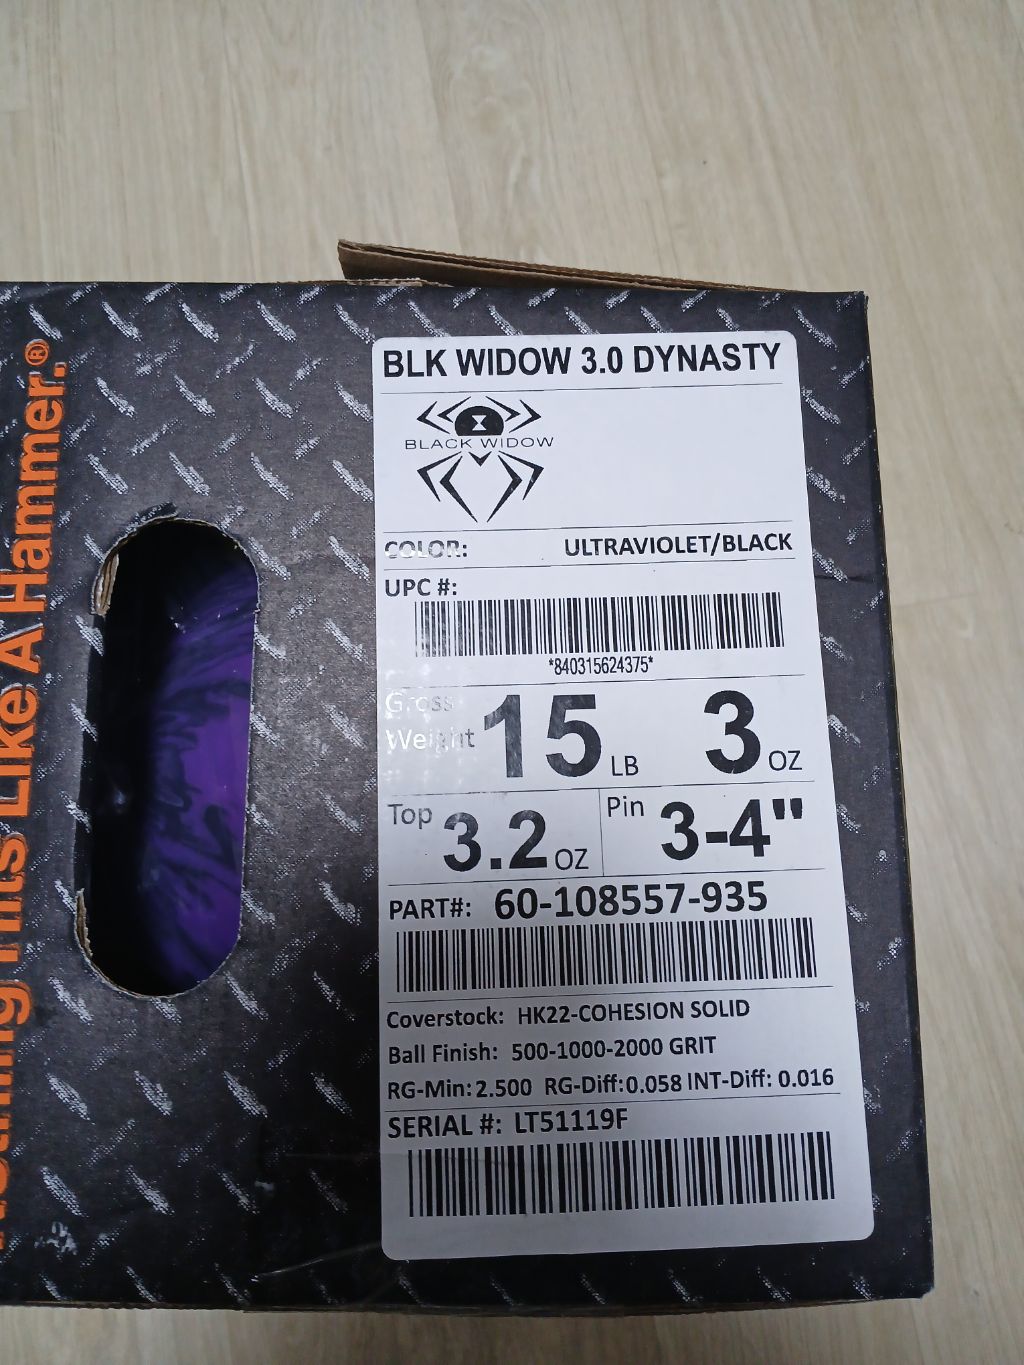 Nothing Hits Like A Hammer.®
BLK WIDOW 3.0 DYNASTY
BLACK WIDOW
COLOR: ULTRAVIOLET/BLACK
UPC #:
*840315624375*
Gross Weight 15 LB 3 OZ
Top 3.2 OZ Pin 3-4"
PART#: 60-108557-935
Coverstock: HK22-COHESION SOLID
Ball Finish: 500-1000-2000 GRIT
RG-Min: 2.500 RG-Diff: 0.058 INT-Diff: 0.016
SERIAL #: LT51119F